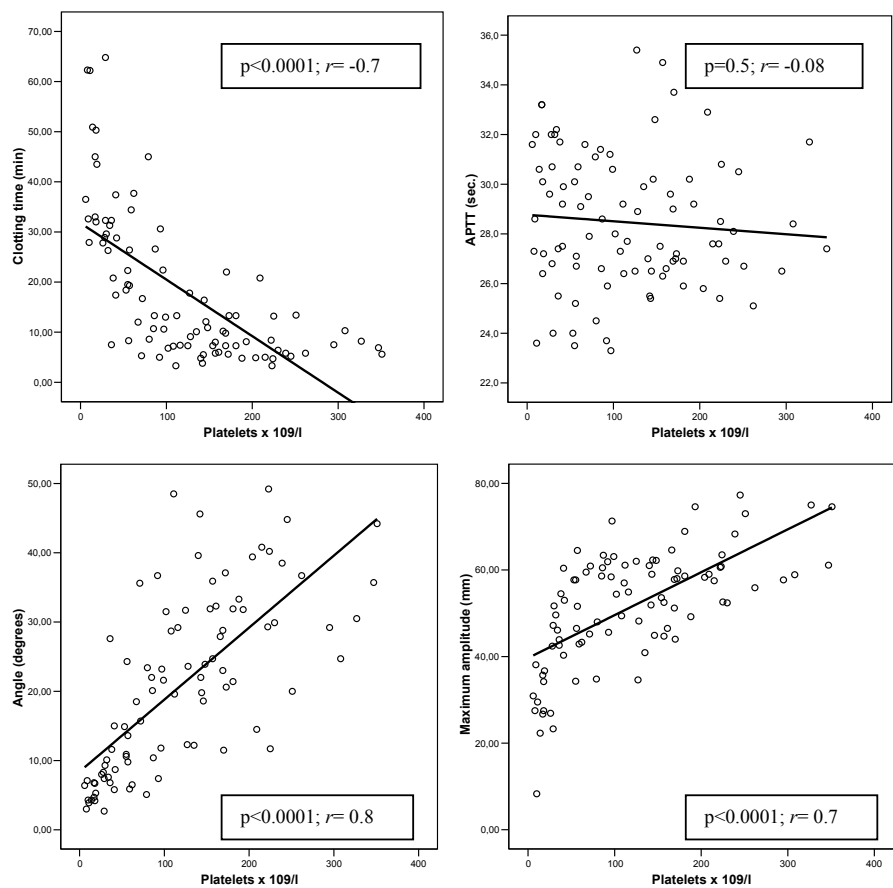 70,00
60,00
50,00
40,00
30,00
20,00
10,00
0,00
Clotting time (min)
p<0.0001; r= -0.7
0 100 200 300 400
Platelets x 109/l
36,0
34,0
32,0
30,0
28,0
26,0
24,0
22,0
APTT (sec.)
p=0.5; r= -0.08
0 100 200 300 400
Platelets x 109/l
50,00
40,00
30,00
20,00
10,00
0,00
Angle (degrees)
p<0.0001; r= 0.8
0 100 200 300 400
Platelets x 109/l
80,00
60,00
40,00
20,00
0,00
Maximum amplitude (mm)
p<0.0001; r= 0.7
0 100 200 300 400
Platelets x 109/l